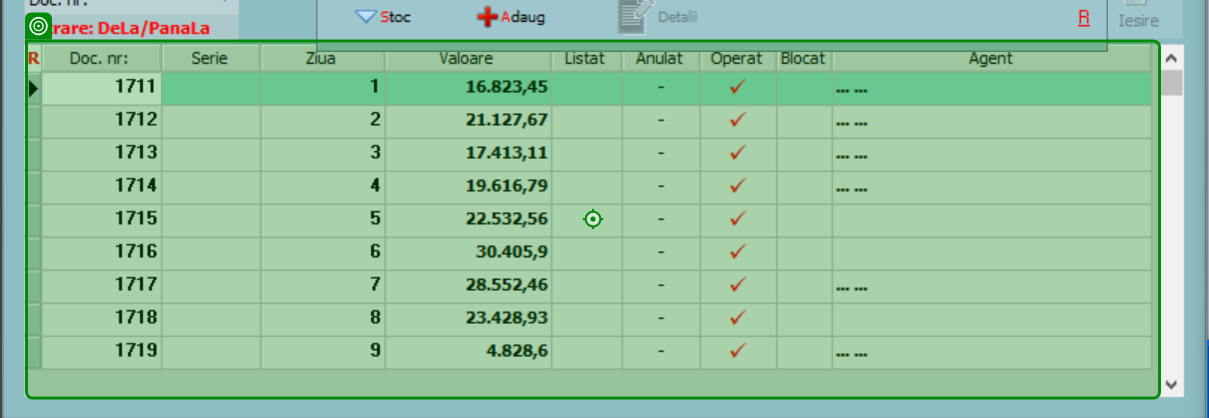 Doc. nr.
rare: DeLa/PanaLa
Stoc Adaug Detalii R Iesire
R Doc. nr: Serie Ziua Valoare Listat Anulat Operat Blocat Agent
1711 1 16.823,45 - ✓ ... ...
1712 2 21.127,67 - ✓ ... ...
1713 3 17.413,11 - ✓ ... ...
1714 4 19.616,79 - ✓ ... ...
1715 5 22.532,56 - ✓
1716 6 30.405,9 - ✓
1717 7 28.552,46 - ✓ ... ...
1718 8 23.428,93 - ✓
1719 9 4.828,6 - ✓ ... ...